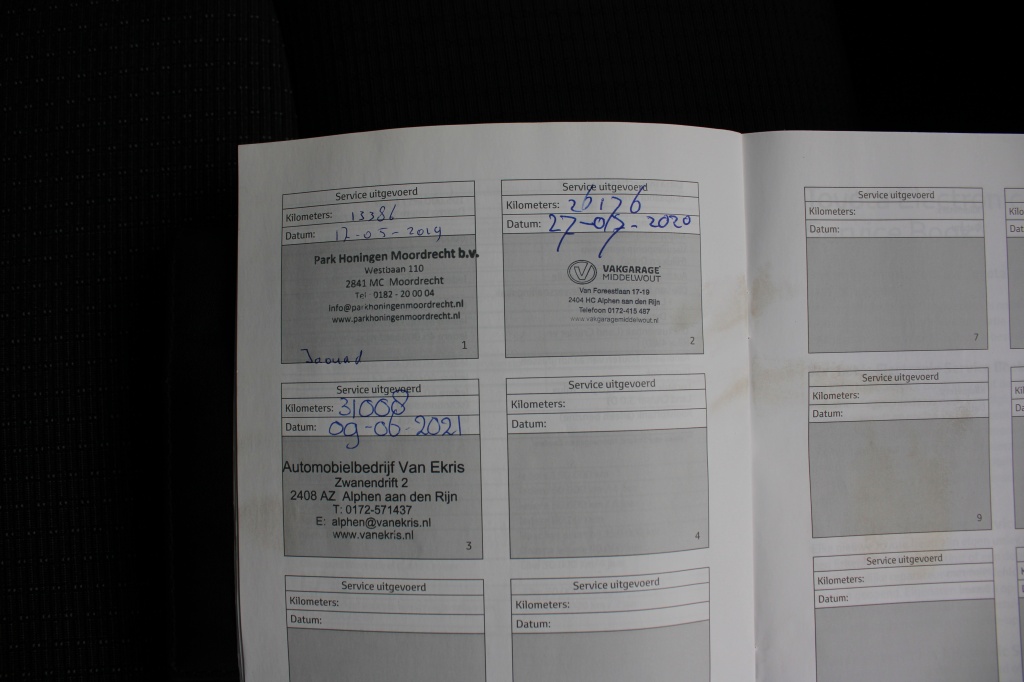 Service uitgevoerd
Kilometers: 13386
Datum: 12-05-2019
Park Honingen Moordrecht b.v.
Westbaan 110
2841 MC Moordrecht
Tel 0182 - 20 00 04
info@parkhoningenmoordrecht.nl
www.parkhoningenmoordrecht.nl
Jaouad
1
Service uitgevoerd
Kilometers: 26176
Datum: 27-05-2020
VAKGARAGE
MIDDELWOUT
Van Foreestlaan 17-19
2404 HC Alphen aan den Rijn
Telefoon 0172-415 487
www.vakgaragemiddelwout.nl
2
Service uitgevoerd
Kilometers: 31008
Datum: 09-06-2021
Automobielbedrijf Van Ekris
Zwanendrift 2
2408 AZ Alphen aan den Rijn
T: 0172-571437
E: alphen@vanekris.nl
www.vanekris.nl
3
Service uitgevoerd
Kilometers:
Datum:
4
Service uitgevoerd
Kilometers:
Datum:
Service uitgevoerd
Kilometers:
Datum:
Service uitgevoerd
Kilometers:
Datum:
7
Service uitgevoerd
Kilometers:
Datum:
9
Service uitgevoerd
Kilometers:
Datum: